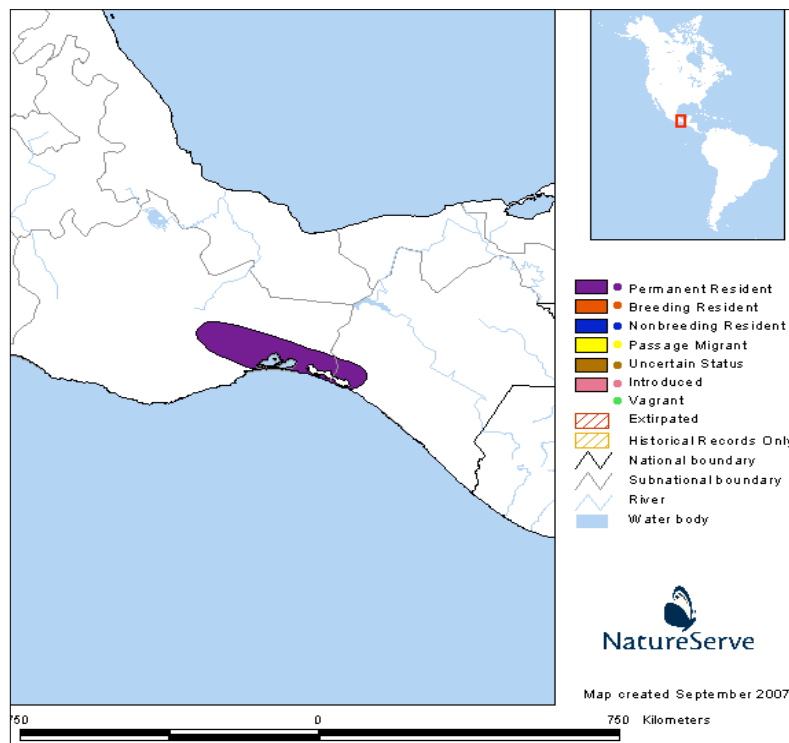 Permanent Resident
Breeding Resident
Nonbreeding Resident
Passage Migrant
Uncertain Status
Introduced
Vagrant
Extirpated
Historical Records Only
National boundary
Subnational boundary
River
Water body
NatureServe
Map created September 2007
750 0 750 Kilometers